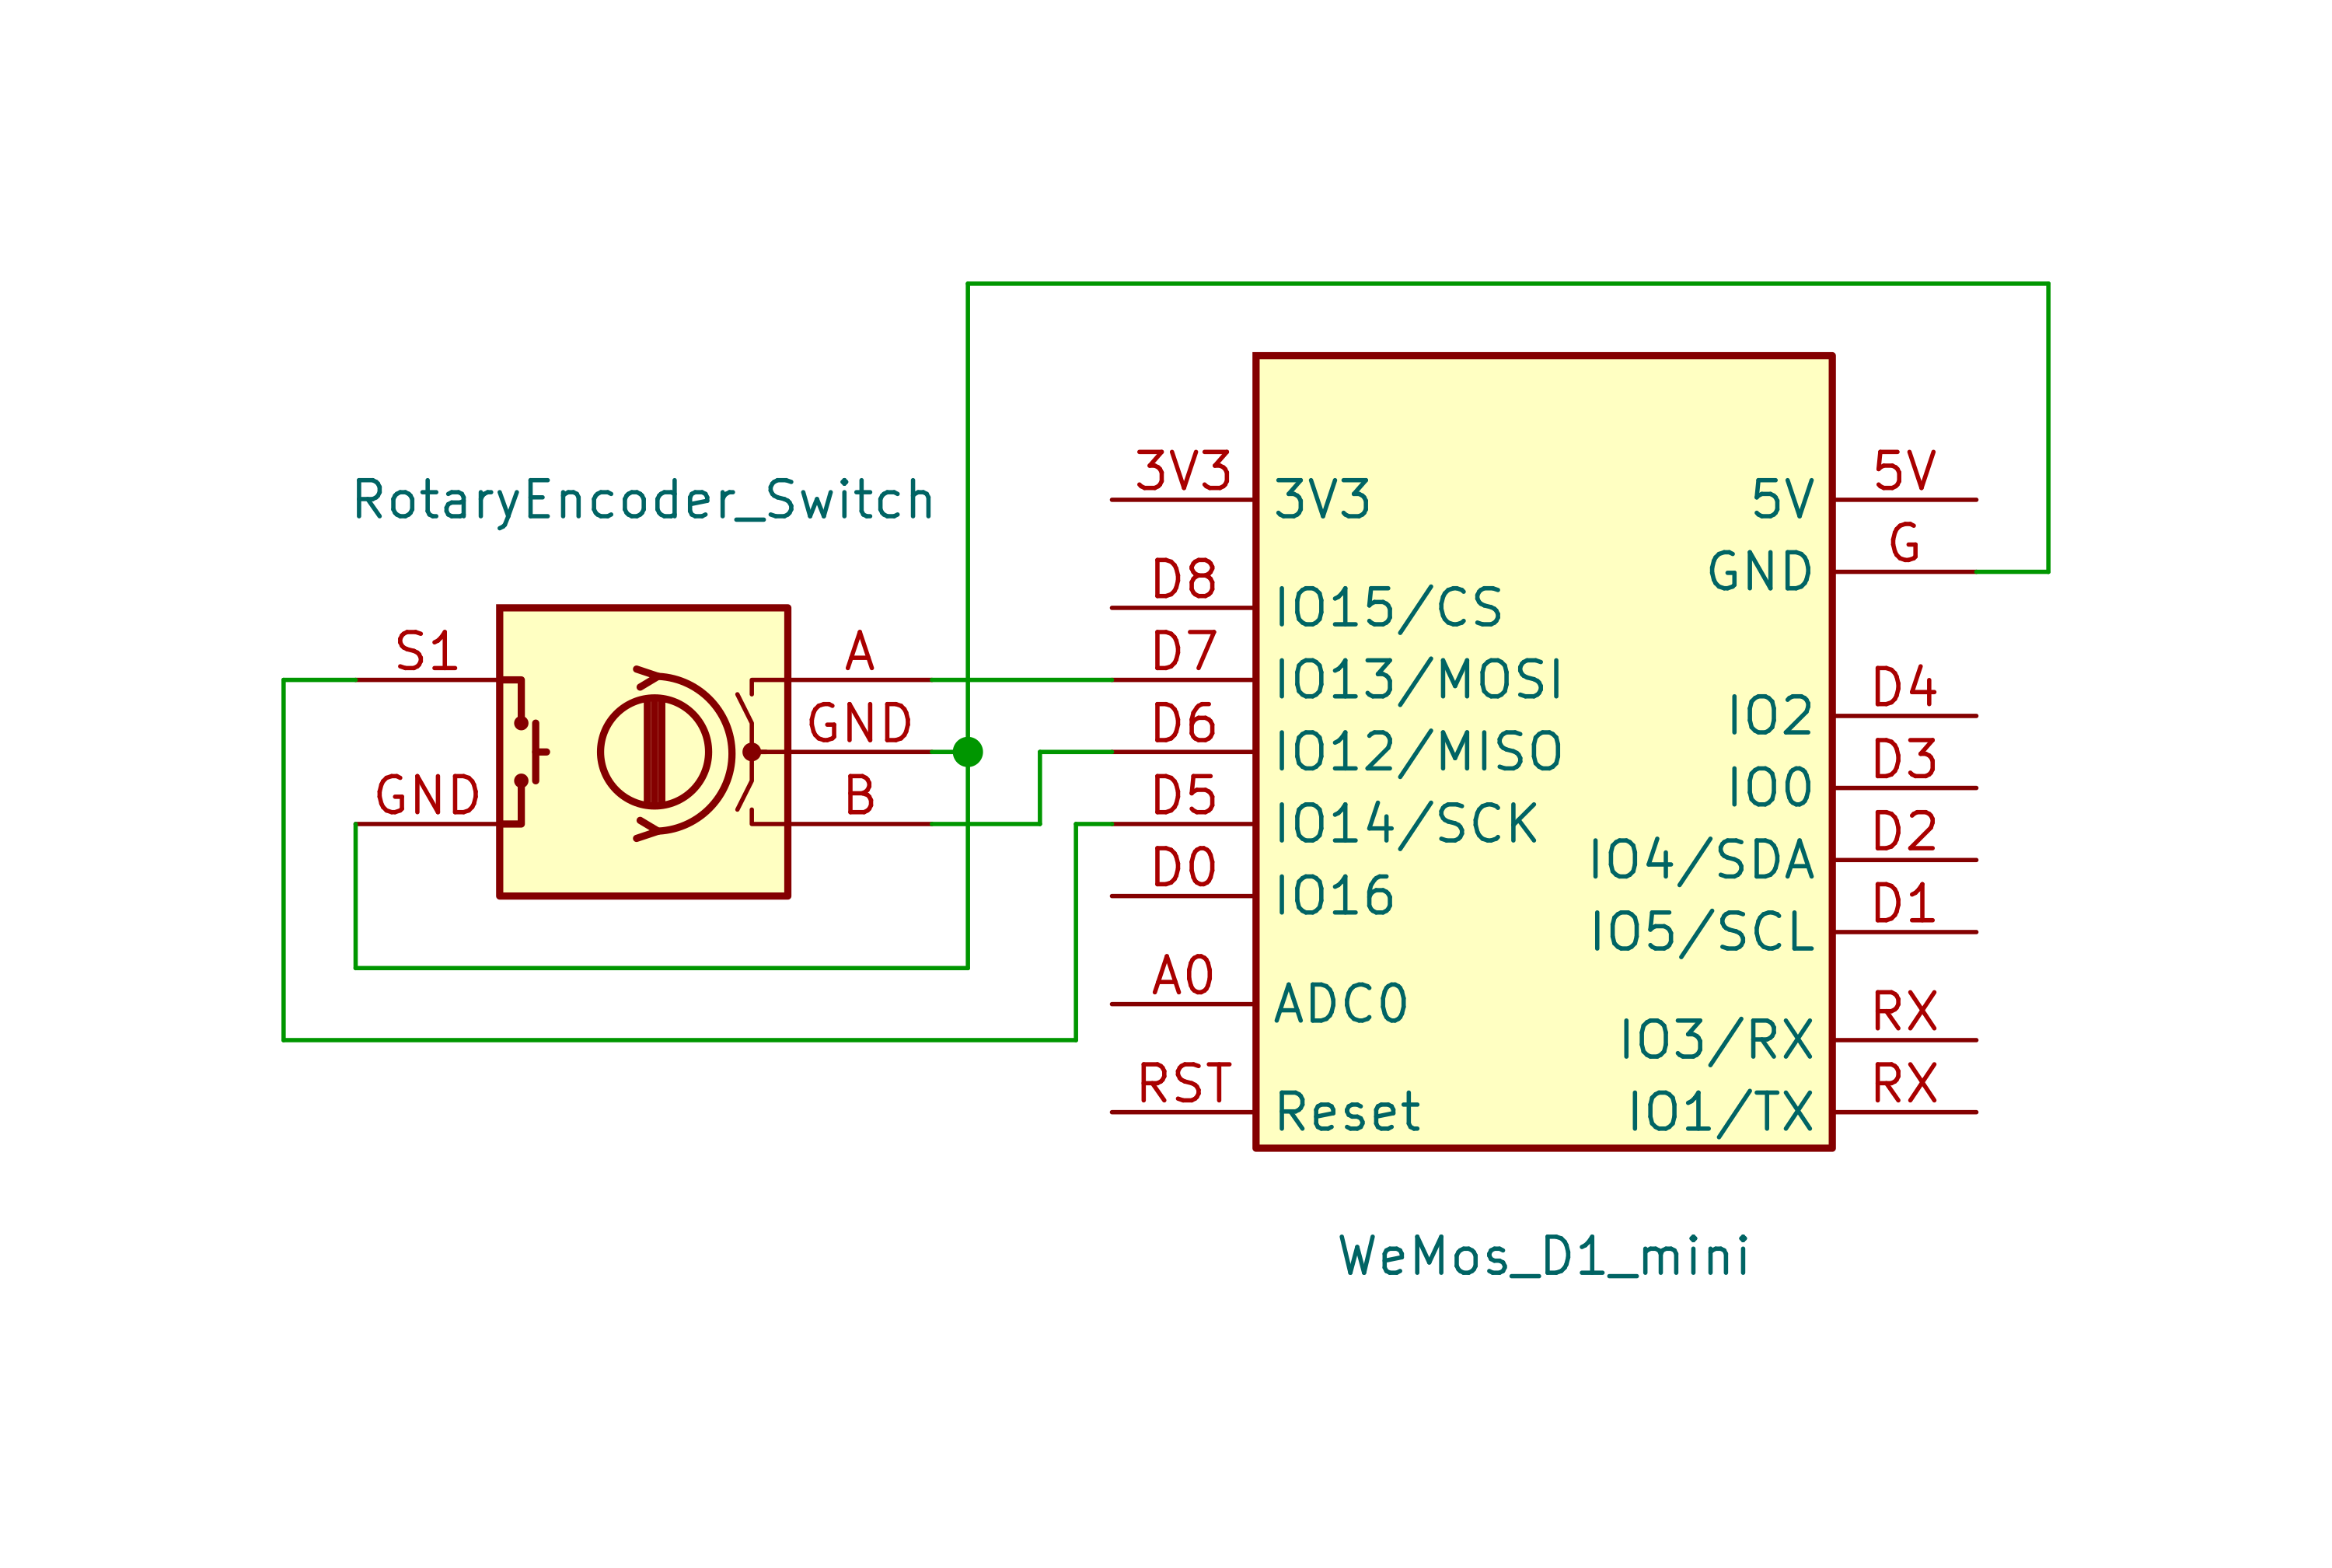 RotaryEncoder_Switch
S1
GND
A
GND
B
3V3
D8
D7
D6
D5
D0
A0
RST
3V3
IO15/CS
IO13/MOSI
IO12/MISO
IO14/SCK
IO16
ADC0
Reset
5V
GND
IO2
IO0
IO4/SDA
IO5/SCL
IO3/RX
IO1/TX
5V
G
D4
D3
D2
D1
RX
RX
WeMos_D1_mini